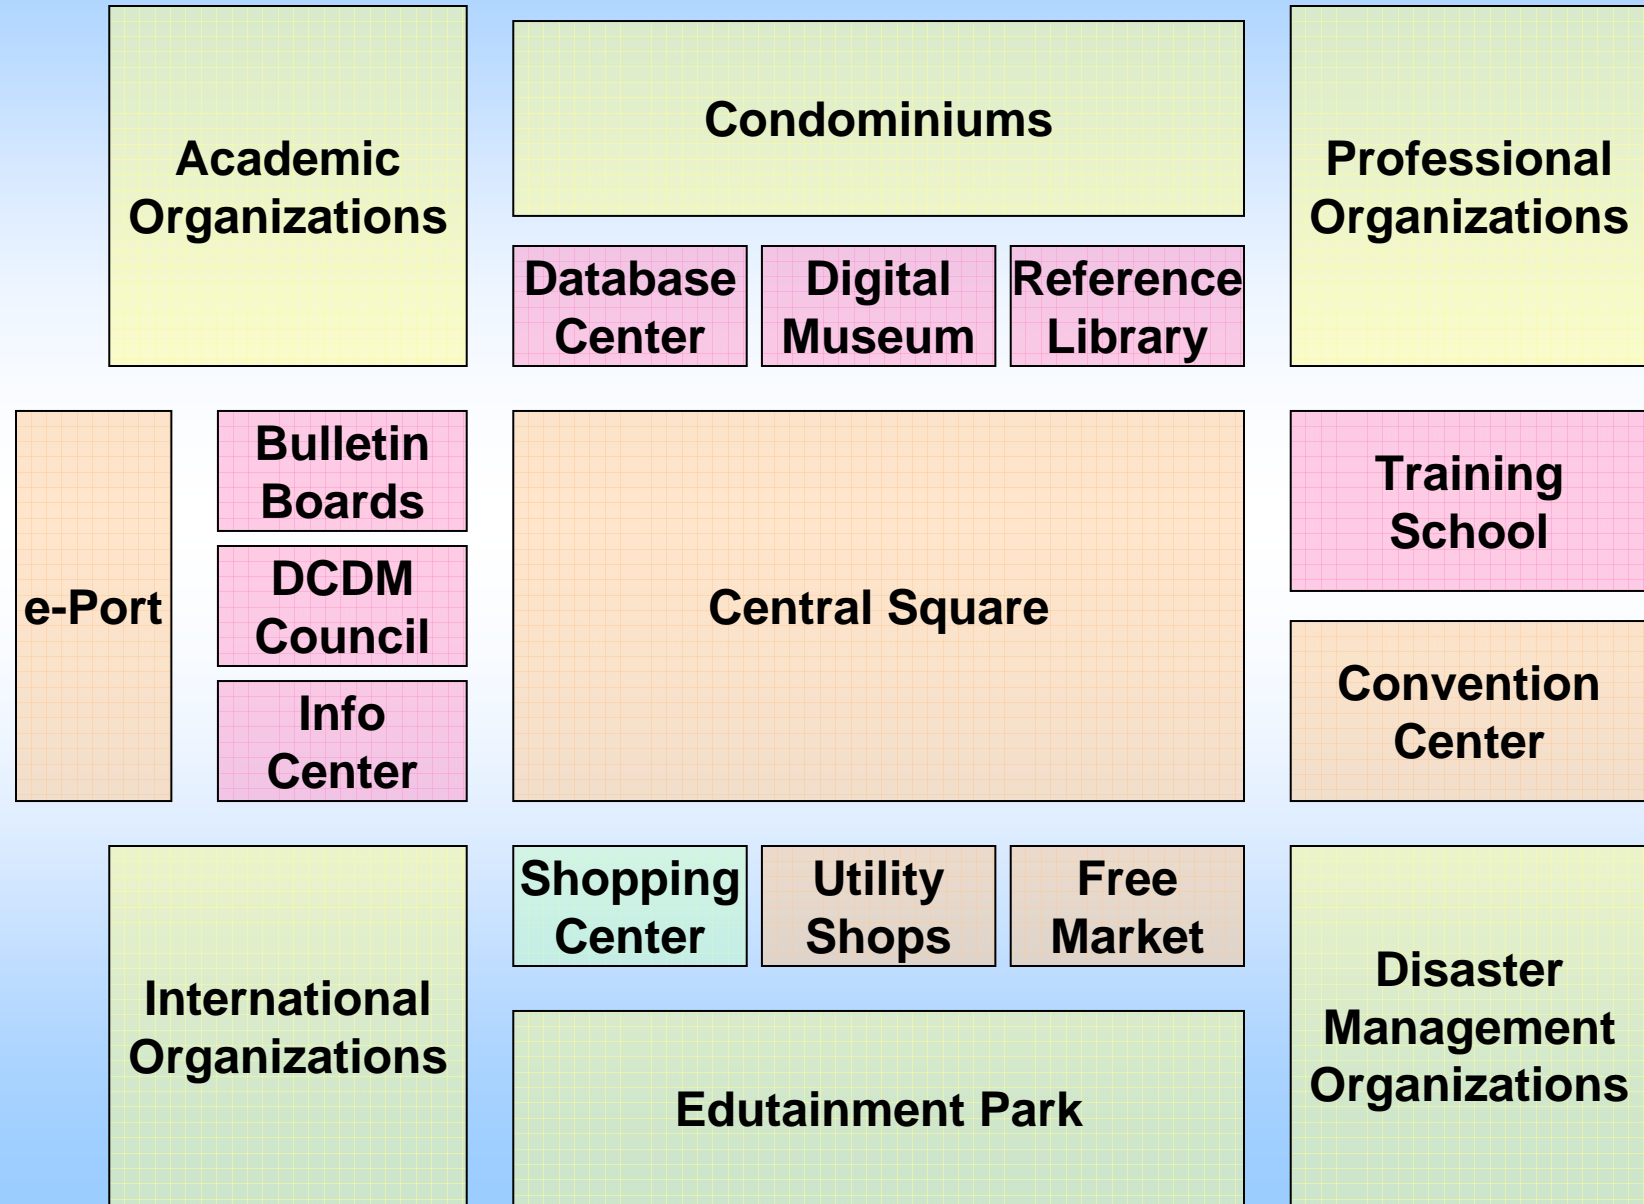 Academic
Organizations
Condominiums
Professional
Organizations
Database
Center
Digital
Museum
Reference
Library
e-Port
Bulletin
Boards
DCDM
Council
Info
Center
Central Square
Training
School
Convention
Center
International
Organizations
Shopping
Center
Utility
Shops
Free
Market
Edutainment Park
Disaster
Management
Organizations